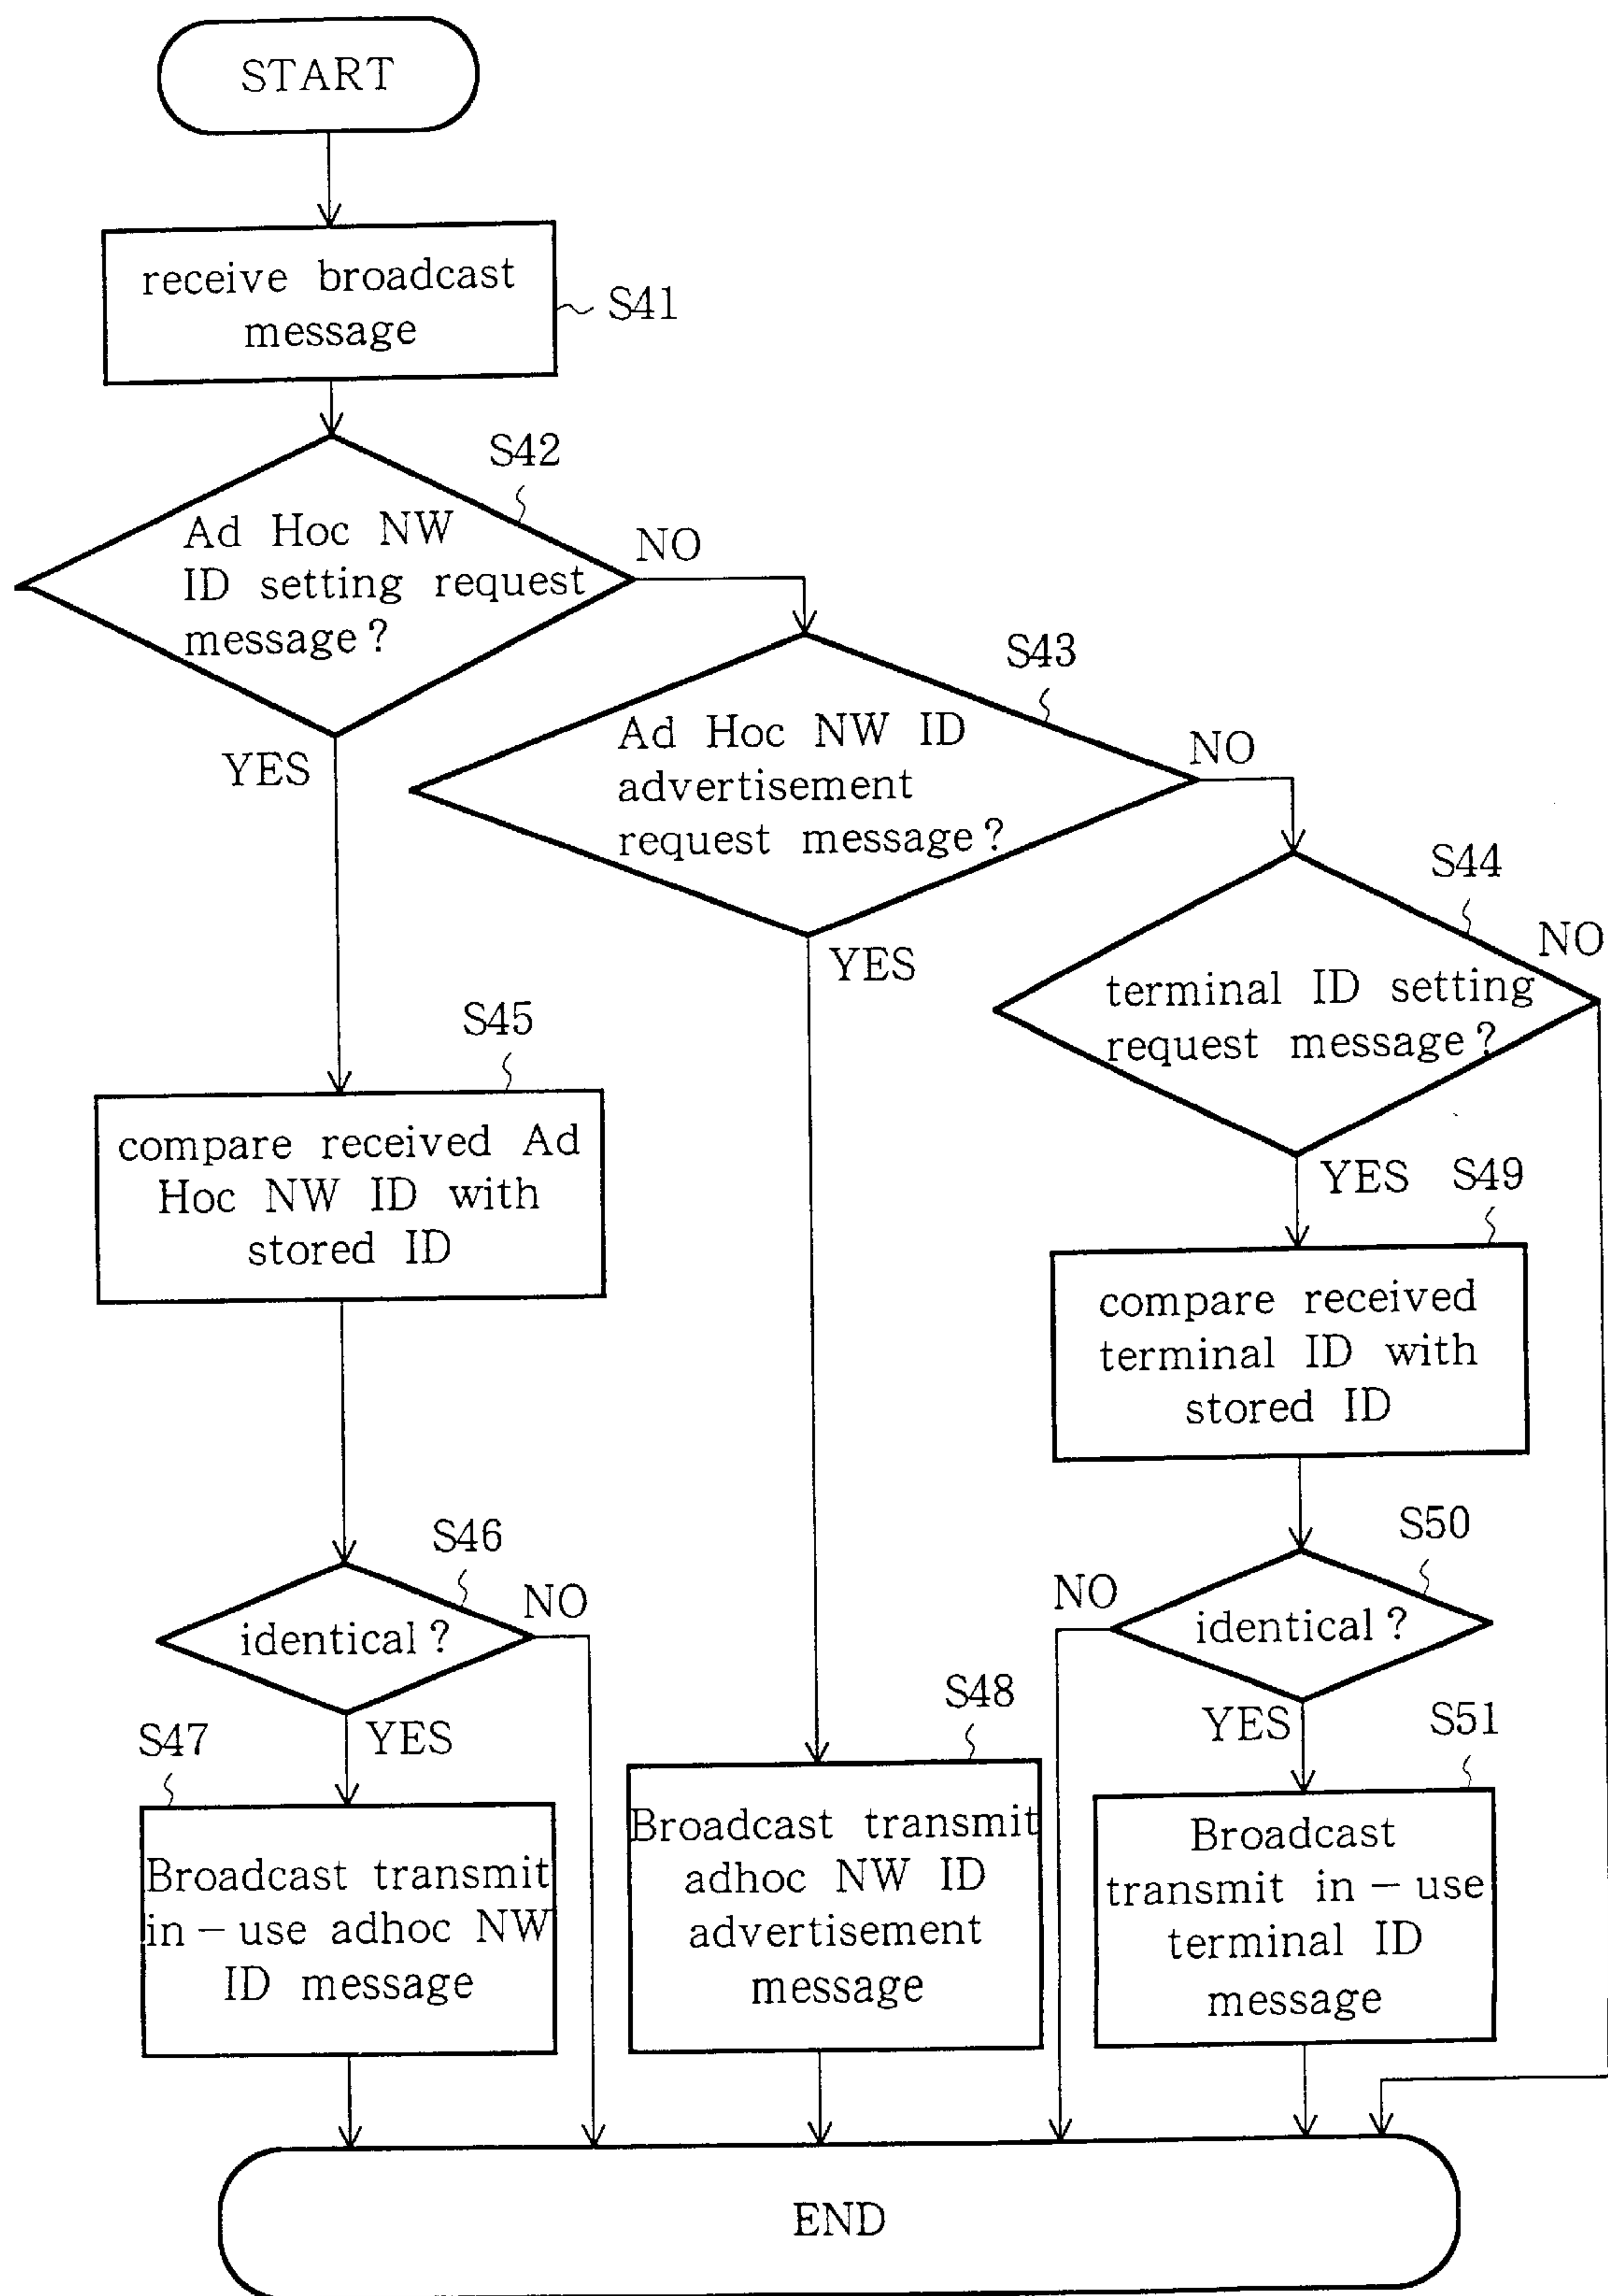 START
receive broadcast
message
S41
S42
Ad Hoc NW
ID setting request
message?
NO
YES
S43
Ad Hoc NW ID
advertisement
request message?
NO
YES
S44
NO
terminal ID setting
request message?
YES
S45
compare received Ad
Hoc NW ID with
stored ID
S49
compare received
terminal ID with
stored ID
S46
identical?
NO
YES
S50
NO
identical?
YES
S47
Broadcast transmit
in-use adhoc NW
ID message
S48
Broadcast transmit
adhoc NW ID
advertisement
message
S51
Broadcast
transmit in-use
terminal ID
message
END